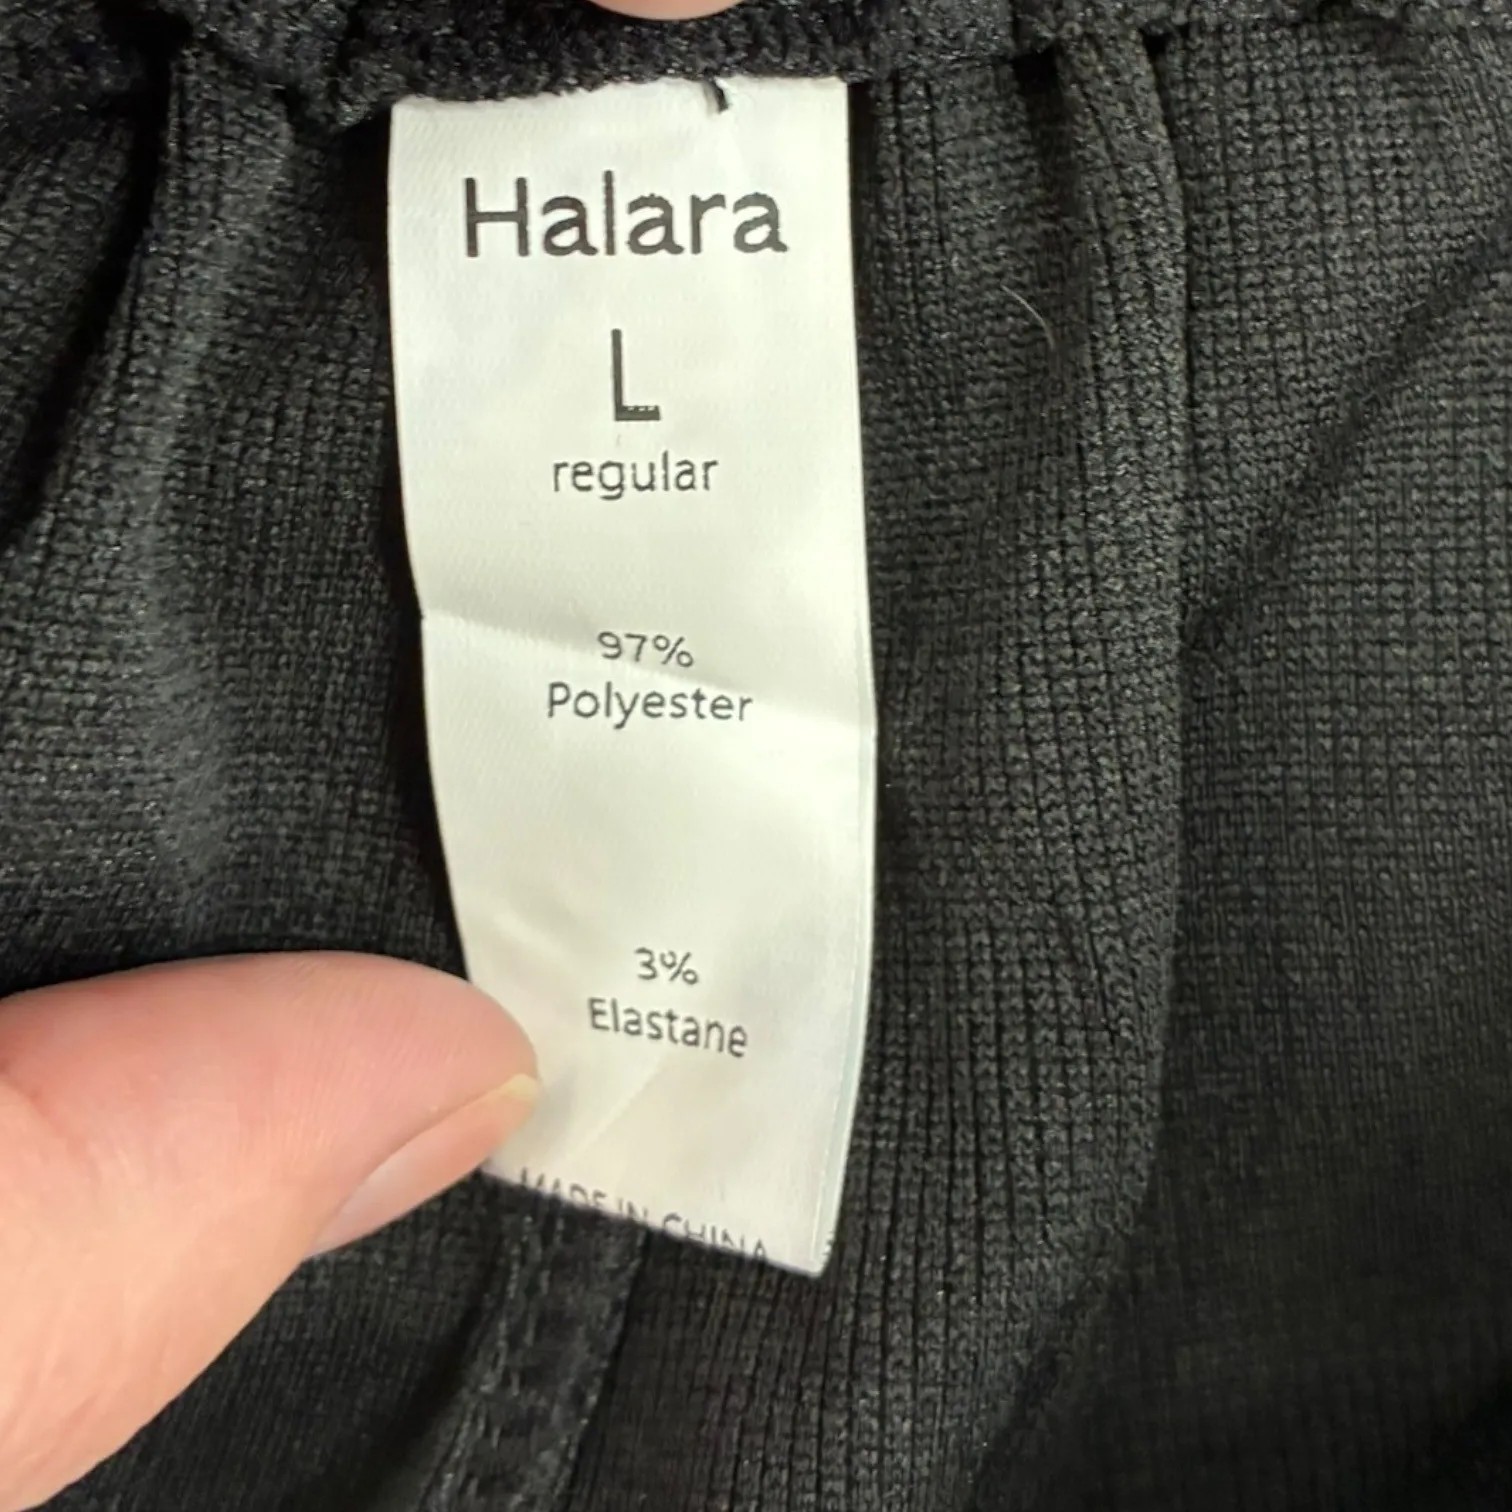 Halara
L
regular
97%
Polyester
3%
Elastane
MADE IN CHINA